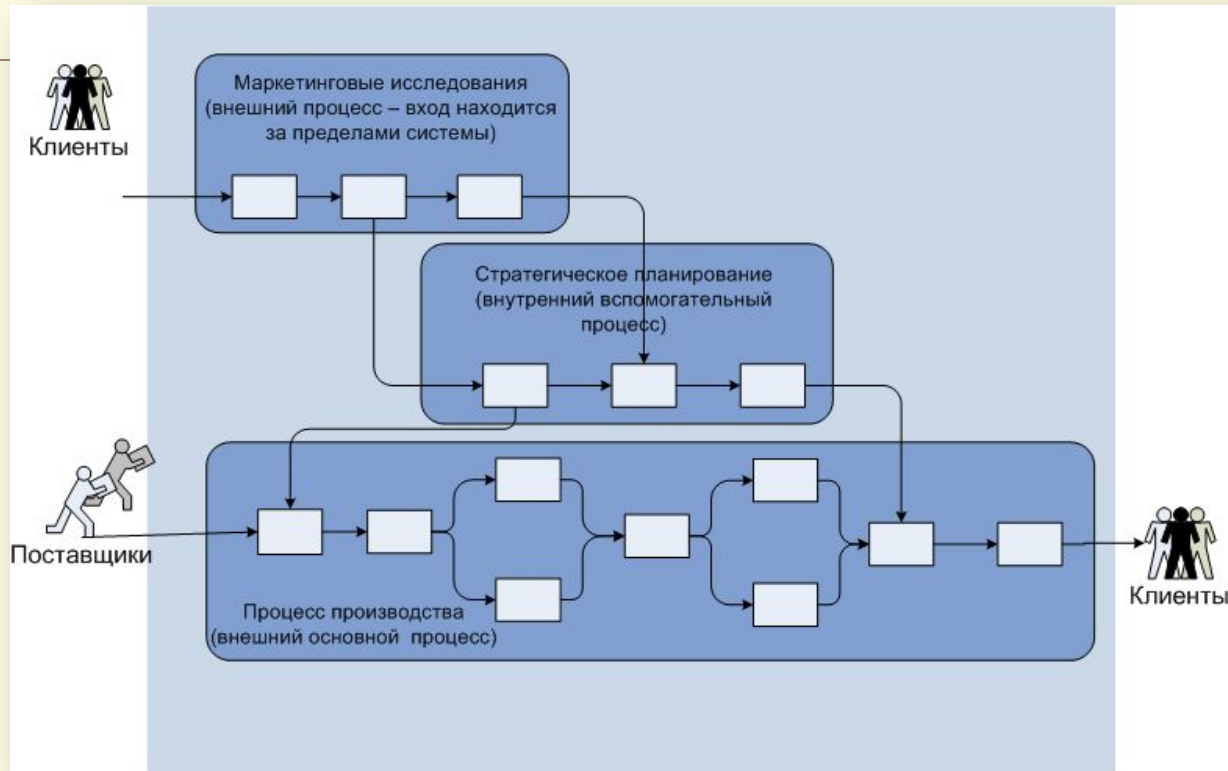 Клиенты
Маркетинговые исследования
(внешний процесс – вход находится
за пределами системы)
Стратегическое планирование
(внутренний вспомогательный
процесс)
Поставщики
Процесс производства
(внешний основной процесс)
Клиенты